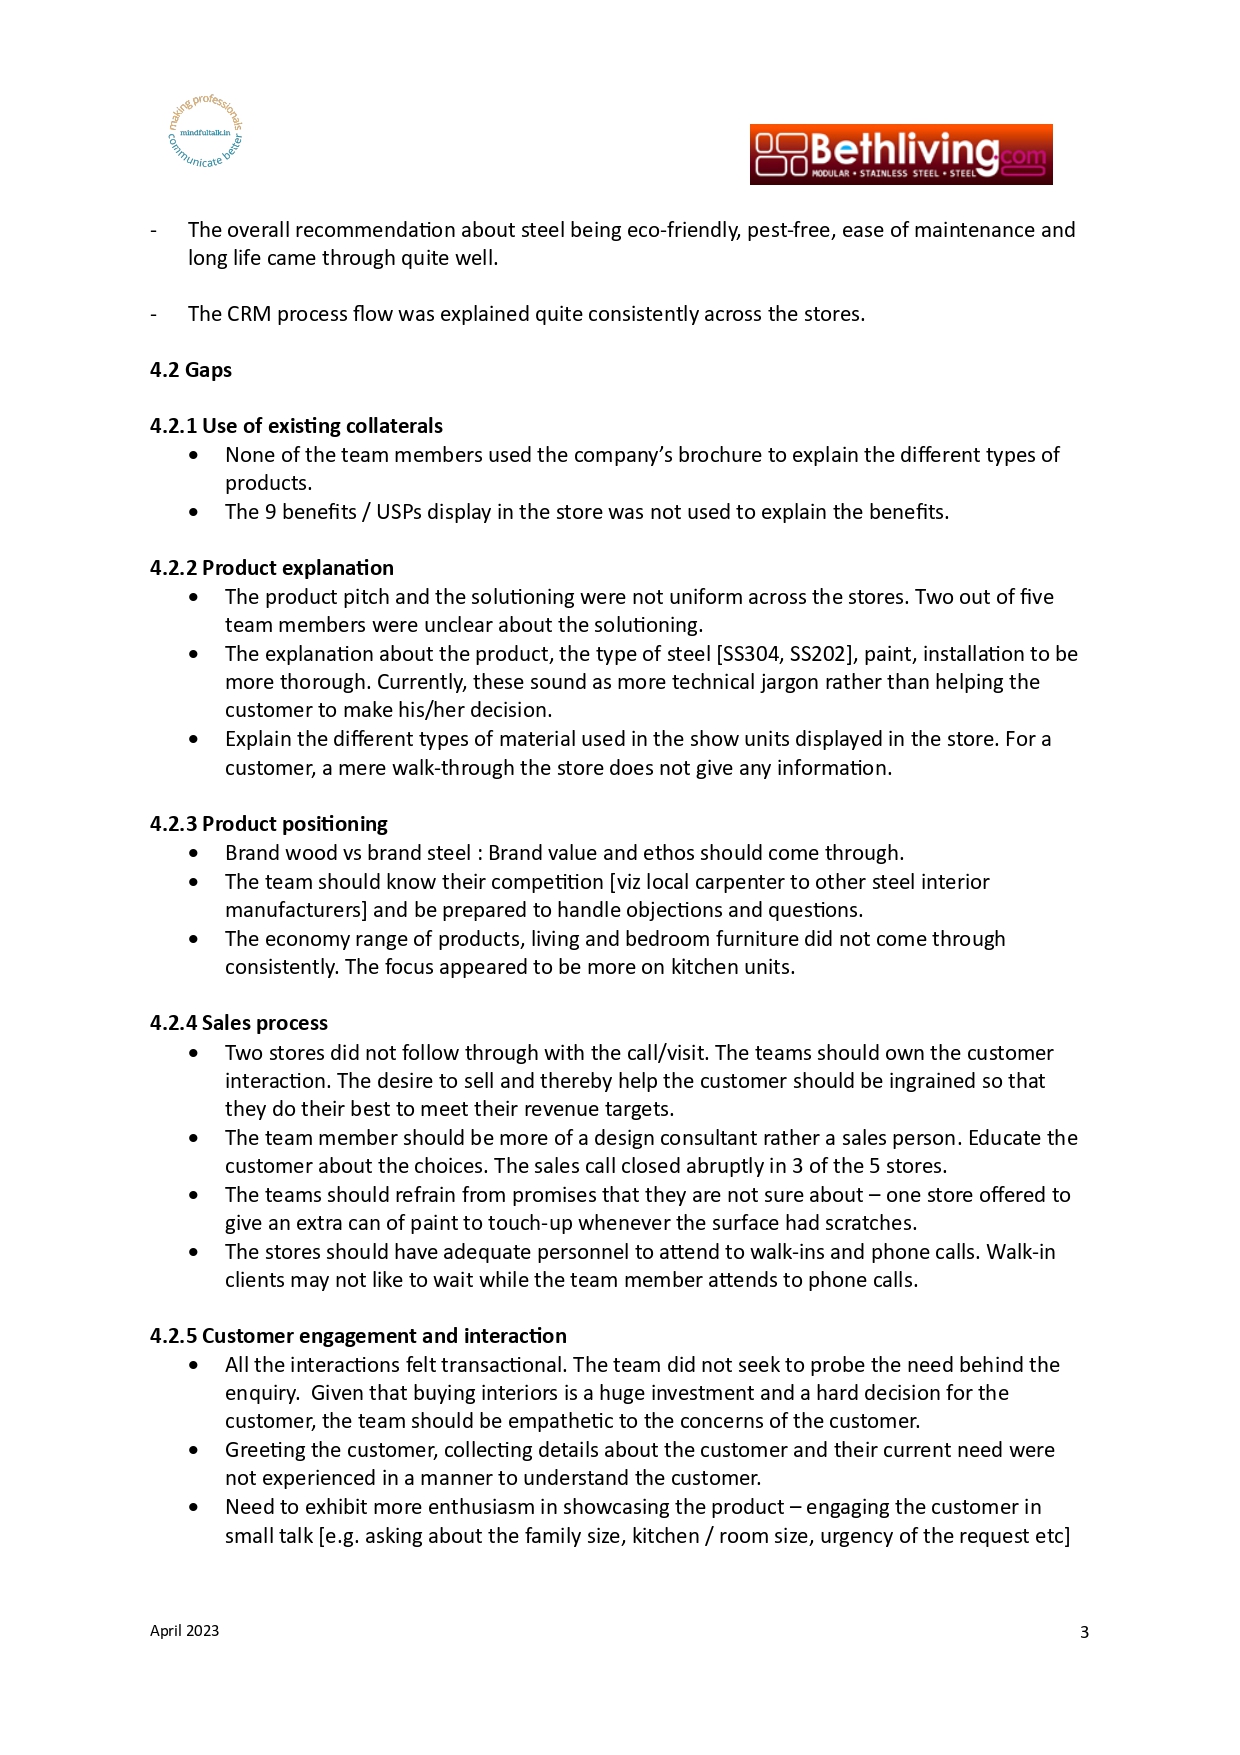 making professionals
mindfultalk.in
communicate better
Bethliving.com
MODULAR • STAINLESS STEEL • STEEL
- The overall recommendation about steel being eco-friendly, pest-free, ease of maintenance and
long life came through quite well.
- The CRM process flow was explained quite consistently across the stores.
4.2 Gaps
4.2.1 Use of existing collaterals
• None of the team members used the company’s brochure to explain the different types of
products.
• The 9 benefits / USPs display in the store was not used to explain the benefits.
4.2.2 Product explanation
• The product pitch and the solutioning were not uniform across the stores. Two out of five
team members were unclear about the solutioning.
• The explanation about the product, the type of steel [SS304, SS202], paint, installation to be
more thorough. Currently, these sound as more technical jargon rather than helping the
customer to make his/her decision.
• Explain the different types of material used in the show units displayed in the store. For a
customer, a mere walk-through the store does not give any information.
4.2.3 Product positioning
• Brand wood vs brand steel : Brand value and ethos should come through.
• The team should know their competition [viz local carpenter to other steel interior
manufacturers] and be prepared to handle objections and questions.
• The economy range of products, living and bedroom furniture did not come through
consistently. The focus appeared to be more on kitchen units.
4.2.4 Sales process
• Two stores did not follow through with the call/visit. The teams should own the customer
interaction. The desire to sell and thereby help the customer should be ingrained so that
they do their best to meet their revenue targets.
• The team member should be more of a design consultant rather a sales person. Educate the
customer about the choices. The sales call closed abruptly in 3 of the 5 stores.
• The teams should refrain from promises that they are not sure about – one store offered to
give an extra can of paint to touch-up whenever the surface had scratches.
• The stores should have adequate personnel to attend to walk-ins and phone calls. Walk-in
clients may not like to wait while the team member attends to phone calls.
4.2.5 Customer engagement and interaction
• All the interactions felt transactional. The team did not seek to probe the need behind the
enquiry.  Given that buying interiors is a huge investment and a hard decision for the
customer, the team should be empathetic to the concerns of the customer.
• Greeting the customer, collecting details about the customer and their current need were
not experienced in a manner to understand the customer.
• Need to exhibit more enthusiasm in showcasing the product – engaging the customer in
small talk [e.g. asking about the family size, kitchen / room size, urgency of the request etc]
April 2023
3